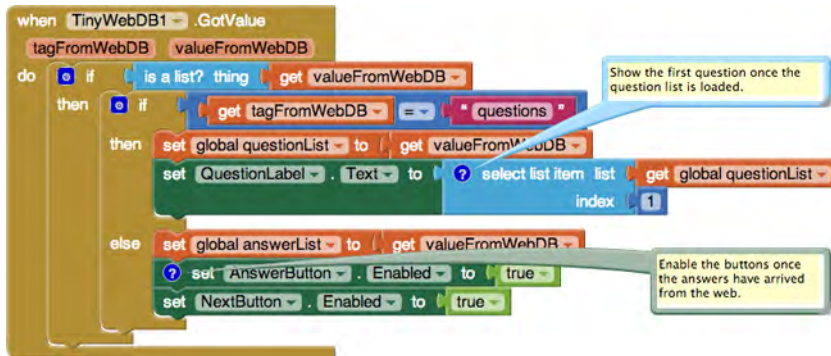 when TinyWebDB1 .GotValue
tagFromWebDB valueFromWebDB
do if is a list? thing get valueFromWebDB
Show the first question once the
question list is loaded.
then if get tagFromWebDB = " questions "
then set global questionList to get valueFromWebDB
set QuestionLabel . Text to ? select list item list get global questionList
index 1
else set global answerList to get valueFromWebDB
? set AnswerButton . Enabled to true
Enable the buttons once
the answers have arrived
from the web.
set NextButton . Enabled to true